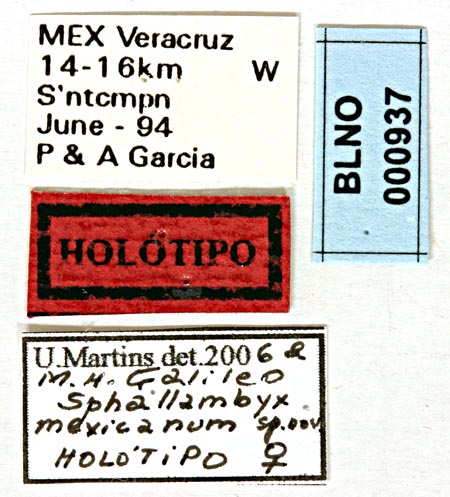 MEX Veracruz
14-16km W
S'ntcmpn
June - 94
P & A Garcia
BLNO
000937
HOLÓTIPO
U.Martins det.2006 &
M. H. Galileo
Sphallambyx
mexicanum sp.nov.
HOLÓTIPO ♀